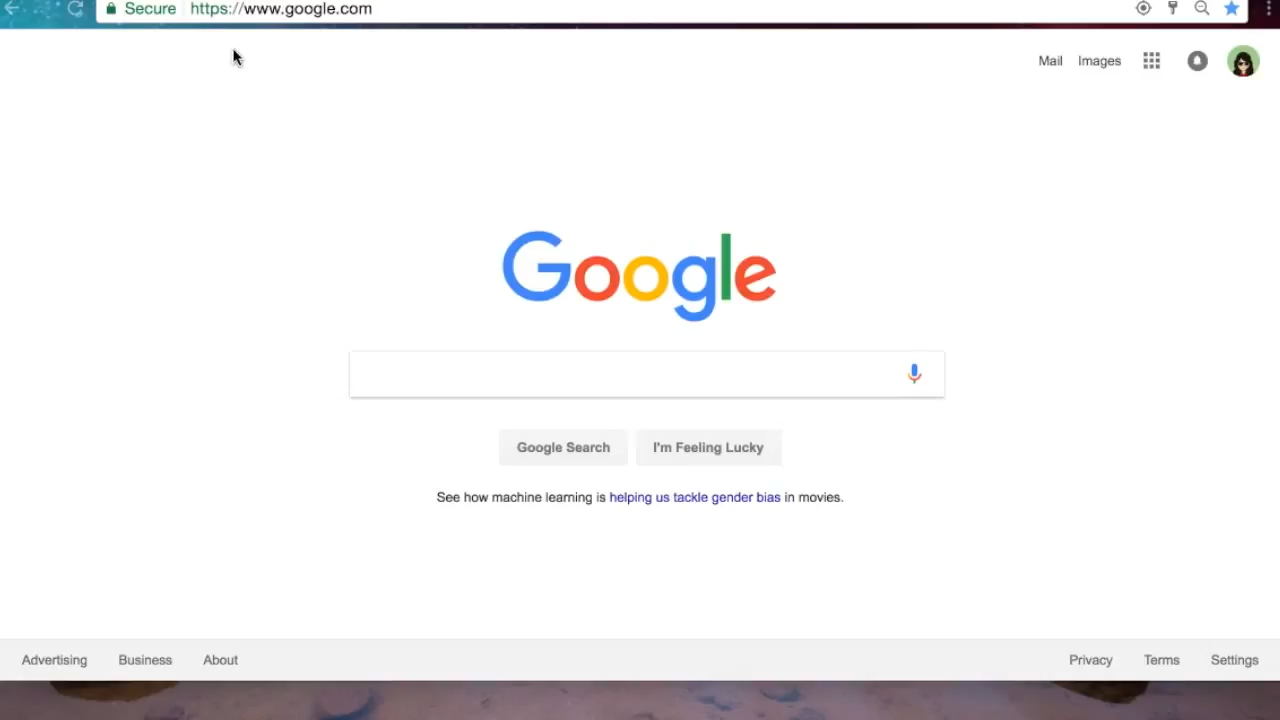 Secure https://www.google.com
Mail Images
Google
Google Search I'm Feeling Lucky
See how machine learning is helping us tackle gender bias in movies.
Advertising Business About Privacy Terms Settings